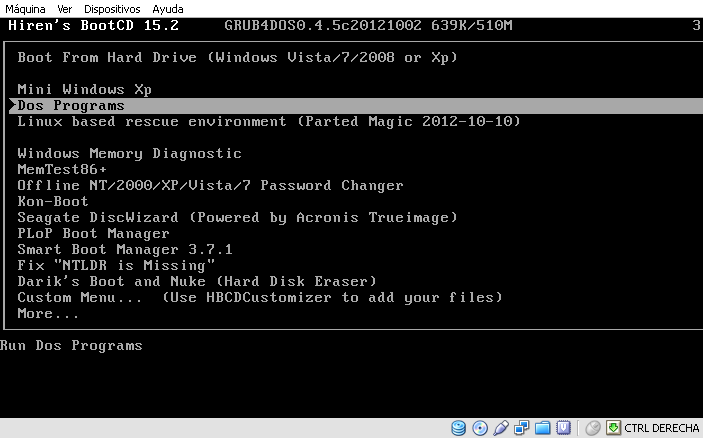 Máquina Ver Dispositivos Ayuda
Hiren's BootCD 15.2 GRUB4DOS0.4.5c20121002 639K/510M 3
Boot From Hard Drive (Windows Vista/7/2008 or Xp)
Mini Windows Xp
Dos Programs
Linux based rescue environment (Parted Magic 2012-10-10)
Windows Memory Diagnostic
MemTest86+
Offline NT/2000/XP/Vista/7 Password Changer
Kon-Boot
Seagate DiscWizard (Powered by Acronis Trueimage)
PLoP Boot Manager
Smart Boot Manager 3.7.1
Fix "NTLDR is Missing"
Darik's Boot and Nuke (Hard Disk Eraser)
Custom Menu... (Use HBCDCustomizer to add your files)
More...
Run Dos Programs
CTRL DERECHA